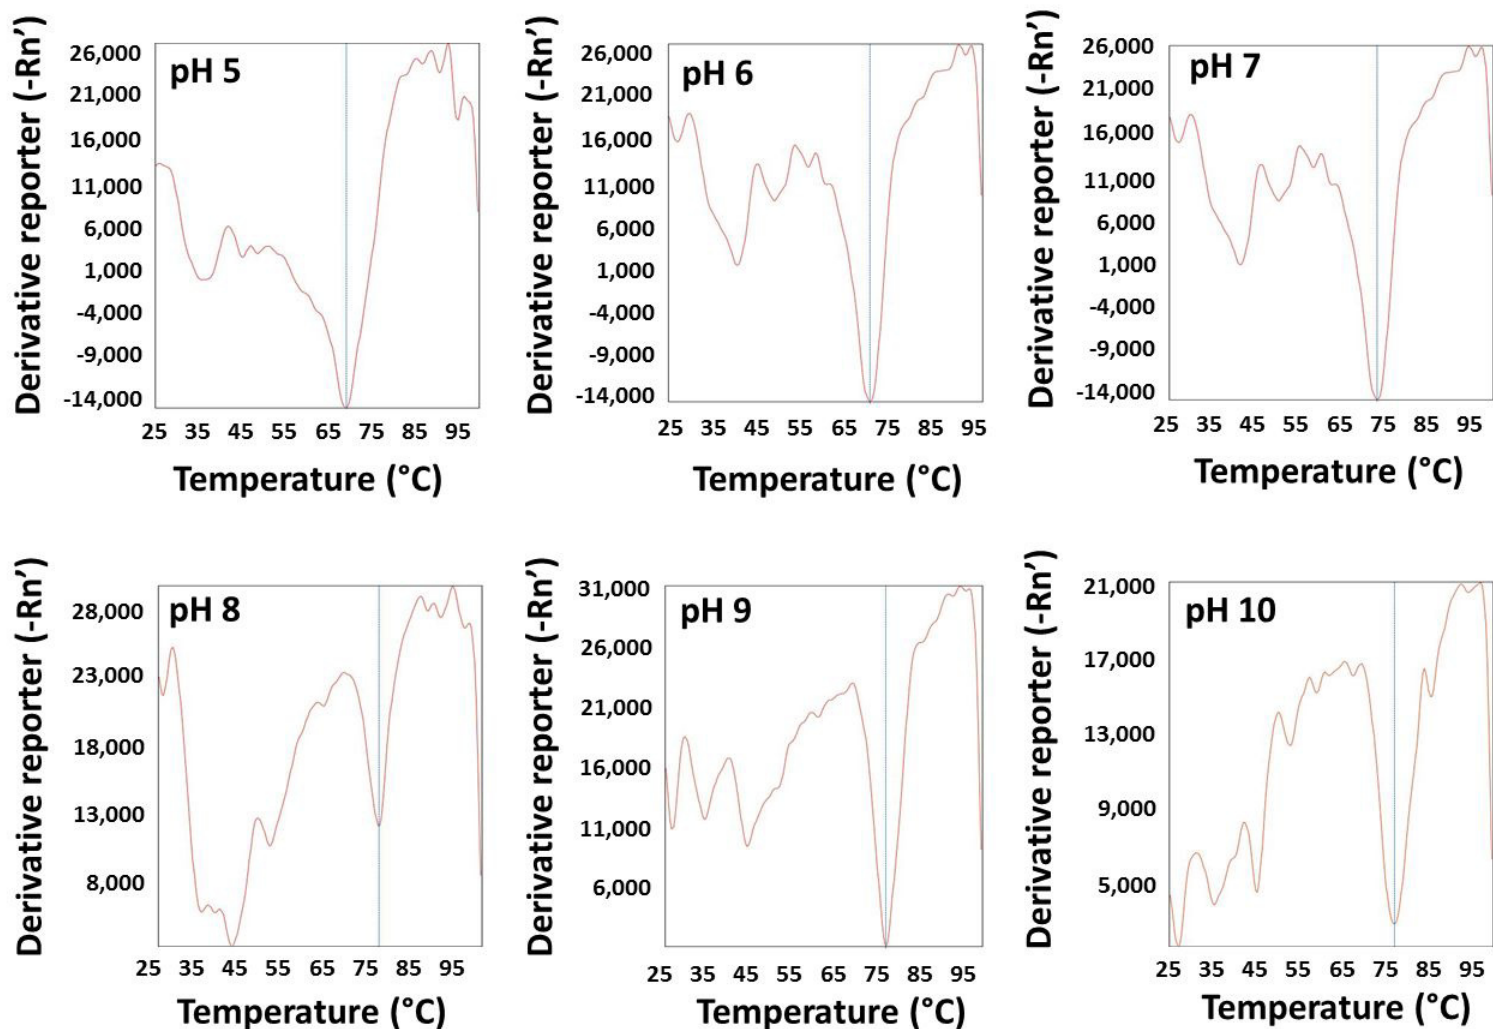 pH 5
Derivative reporter (-Rn’)
26,000
21,000
16,000
11,000
6,000
1,000
-4,000
-9,000
-14,000
25 35 45 55 65 75 85 95
Temperature (°C)
pH 6
Derivative reporter (-Rn’)
26,000
21,000
16,000
11,000
6,000
1,000
-4,000
-9,000
-14,000
25 35 45 55 65 75 85 95
Temperature (°C)
pH 7
Derivative reporter (-Rn’)
26,000
21,000
16,000
11,000
6,000
1,000
-4,000
-9,000
-14,000
25 35 45 55 65 75 85 95
Temperature (°C)
pH 8
Derivative reporter (-Rn’)
28,000
23,000
18,000
13,000
8,000
25 35 45 55 65 75 85 95
Temperature (°C)
pH 9
Derivative reporter (-Rn’)
31,000
26,000
21,000
16,000
11,000
6,000
25 35 45 55 65 75 85 95
Temperature (°C)
pH 10
Derivative reporter (-Rn’)
21,000
17,000
13,000
9,000
5,000
25 35 45 55 65 75 85 95
Temperature (°C)